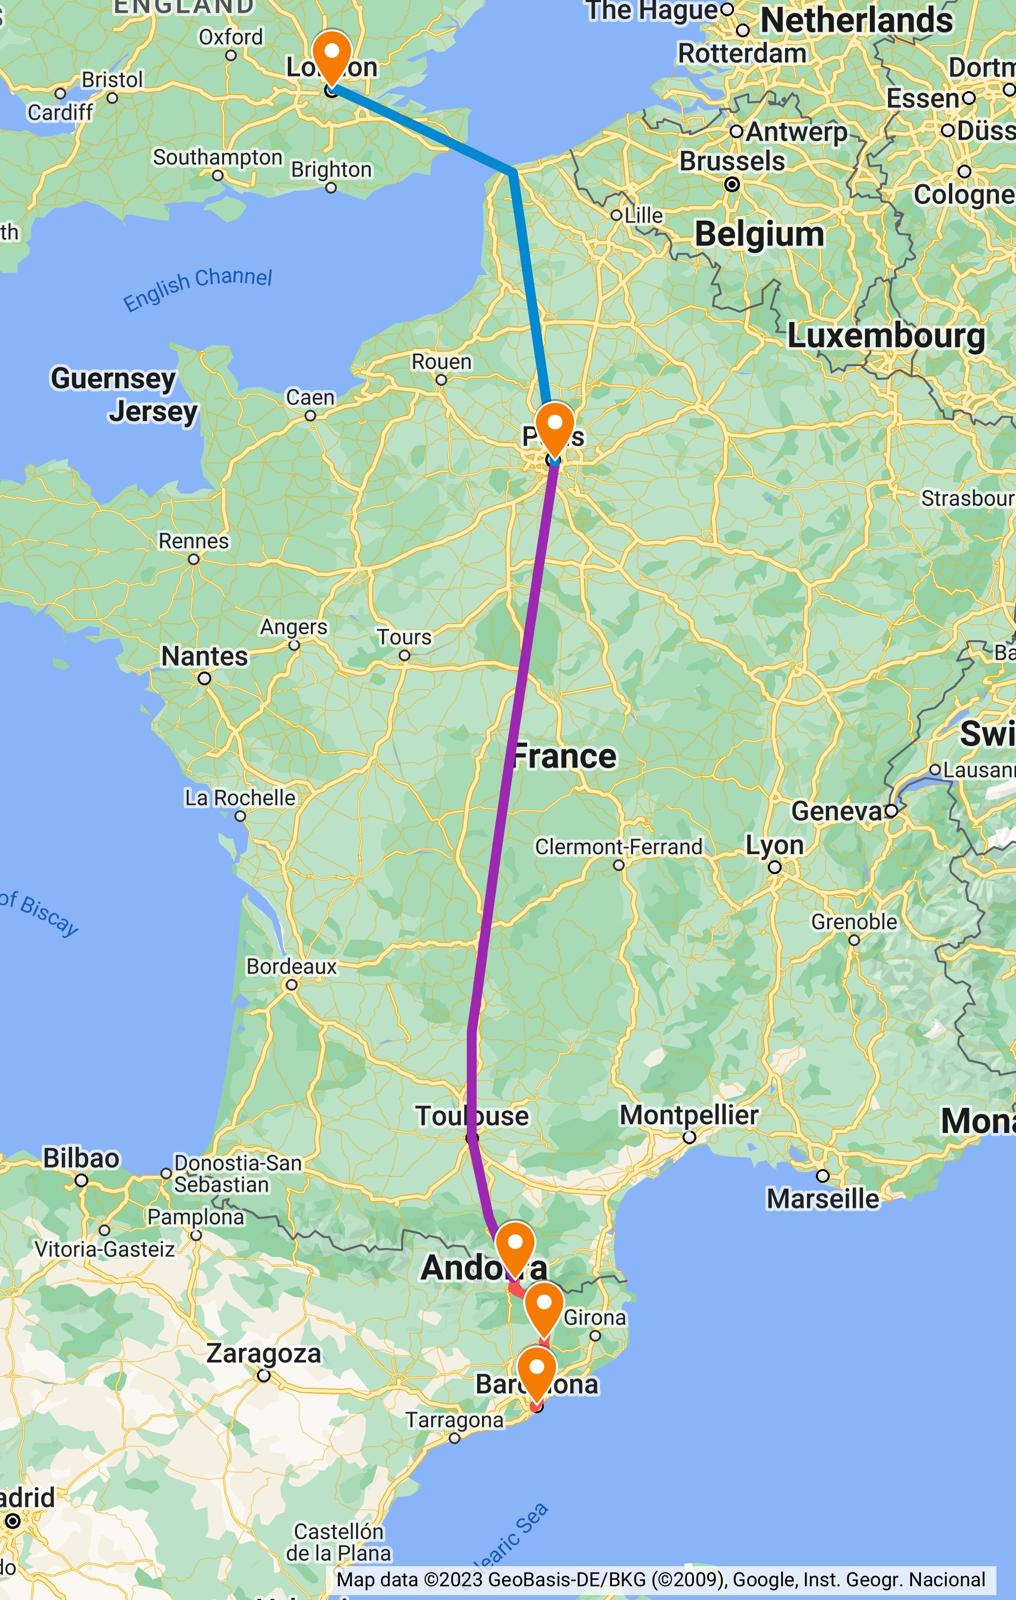 ENGLAND
The Hague
Netherlands
Oxford
Rotterdam
London
Bristol
Dortm
Cardiff
Essen
Antwerp
Düss
Southampton
Brighton
Brussels
Cologne
Lille
th
Belgium
English Channel
Luxembourg
Rouen
Guernsey
Jersey
Caen
Paris
Strasbour
Rennes
Angers
Tours
Nantes
Ba
France
Swi
Lausann
La Rochelle
Geneva
Clermont-Ferrand
Lyon
of Biscay
Grenoble
Bordeaux
Toulouse
Montpellier
Mona
Bilbao
Donostia-San
Sebastian
Marseille
Pamplona
Vitoria-Gasteiz
Andorra
Girona
Zaragoza
Barcelona
Tarragona
adrid
Castellón
de la Plana
learic Sea
do
Map data ©2023 GeoBasis-DE/BKG (©2009), Google, Inst. Geogr. Nacional